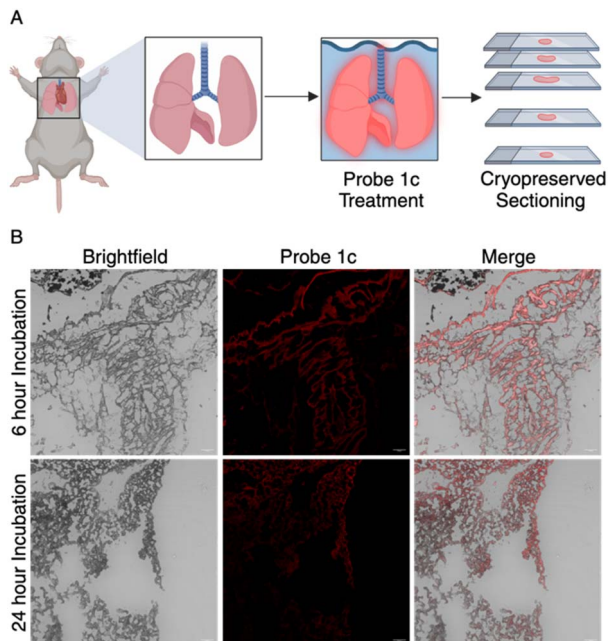 A
Probe 1c
Treatment
Cryopreserved
Sectioning
B
Brightfield
Probe 1c
Merge
6 hour Incubation
24 hour Incubation